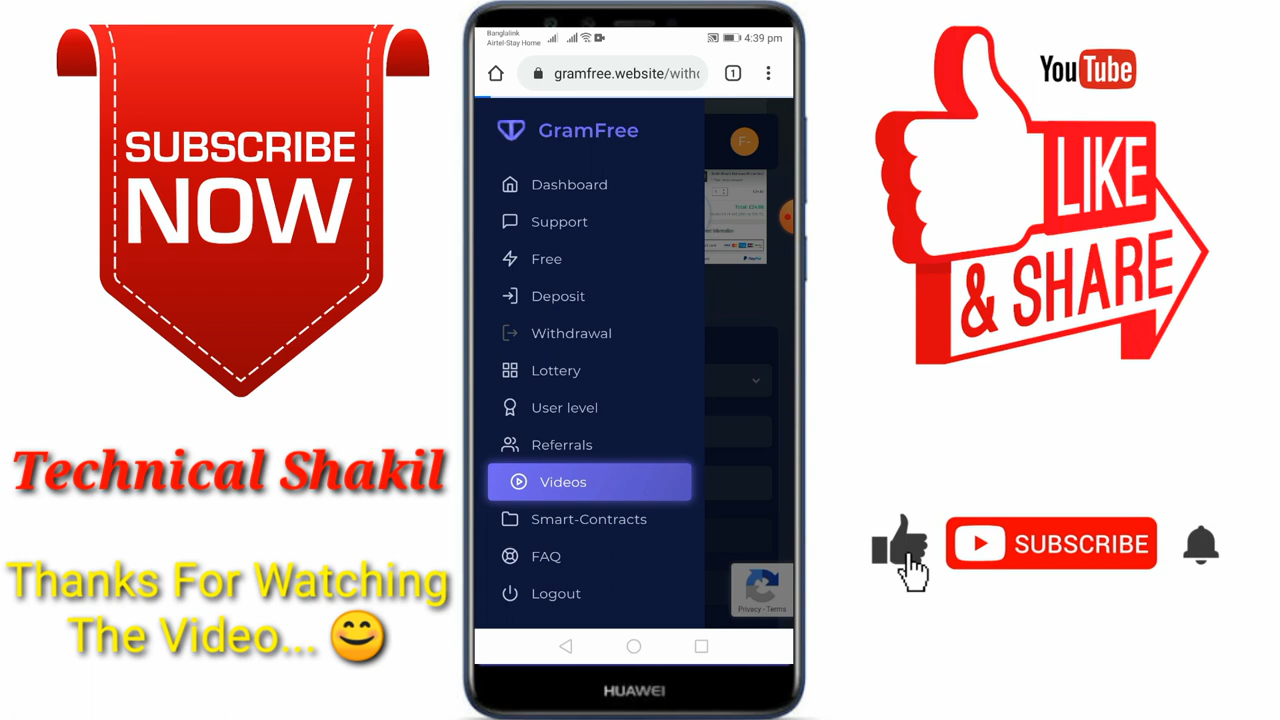 SUBSCRIBE
NOW
Technical Shakil
Thanks For Watching
The Video... 😊
Banglalink
Airtel-Stay Home
4:39 pm
gramfree.website/withd
1
GramFree
F-
Dashboard
Support
Free
Deposit
Withdrawal
Lottery
User level
Referrals
Videos
Smart-Contracts
FAQ
Logout
Privacy - Terms
HUAWEI
YouTube
LIKE
& SHARE
SUBSCRIBE